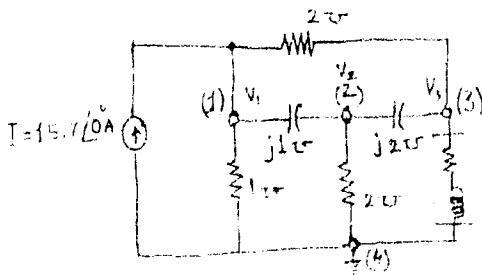 2℧
V₁
V₂
V₃
(1)
(2)
(3)
I=15.7∠0° A
j1℧
j2℧
1℧
2℧
(4)